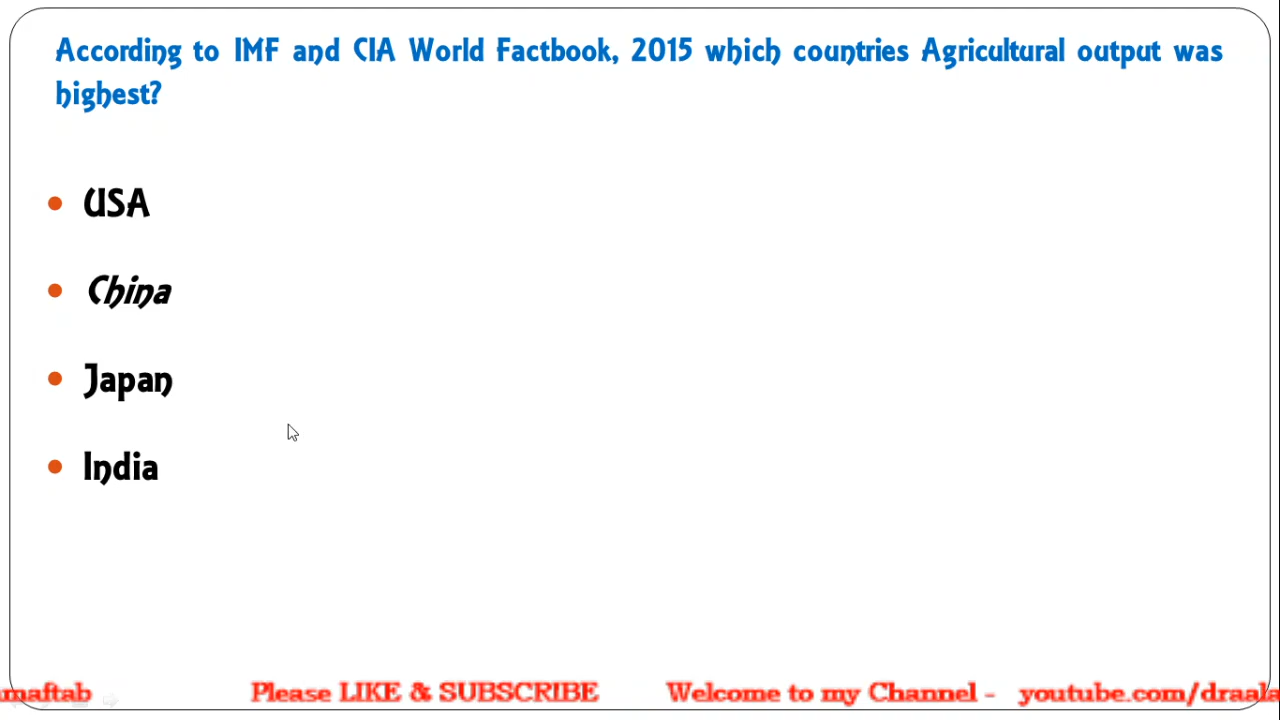 According to IMF and CIA World Factbook, 2015 which countries Agricultural output was
highest?
• USA
• China
• Japan
• India
maftab Please LIKE & SUBSCRIBE Welcome to my Channel - youtube.com/draala